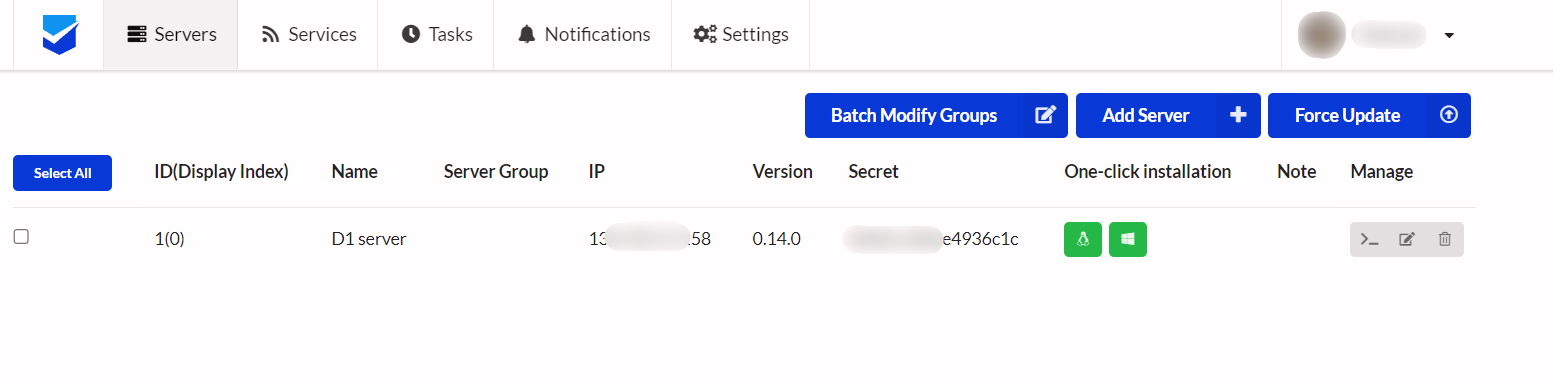 Servers Services Tasks Notifications Settings
Batch Modify Groups Add Server Force Update
Select All ID(Display Index) Name Server Group IP Version Secret One-click installation Note Manage
1(0) D1 server 13 58 0.14.0 e4936c1c